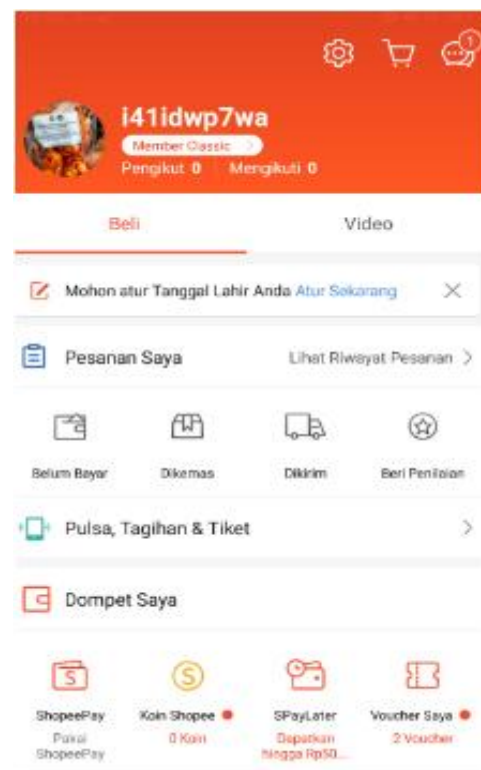 1
i41idwp7wa
Member Classic >
Pengikut 0 Mengikuti 0
Beli Video
Mohon atur Tanggal Lahir Anda Atur Sekarang
Pesanan Saya Lihat Riwayat Pesanan >
Belum Bayar Dikemas Dikirim Beri Penilaian
Pulsa, Tagihan & Tiket >
Dompet Saya
ShopeePay Koin Shopee SPayLater Voucher Saya
Pakai 0 Koin Dapatkan 2 Voucher
ShopeePay hingga Rp50...